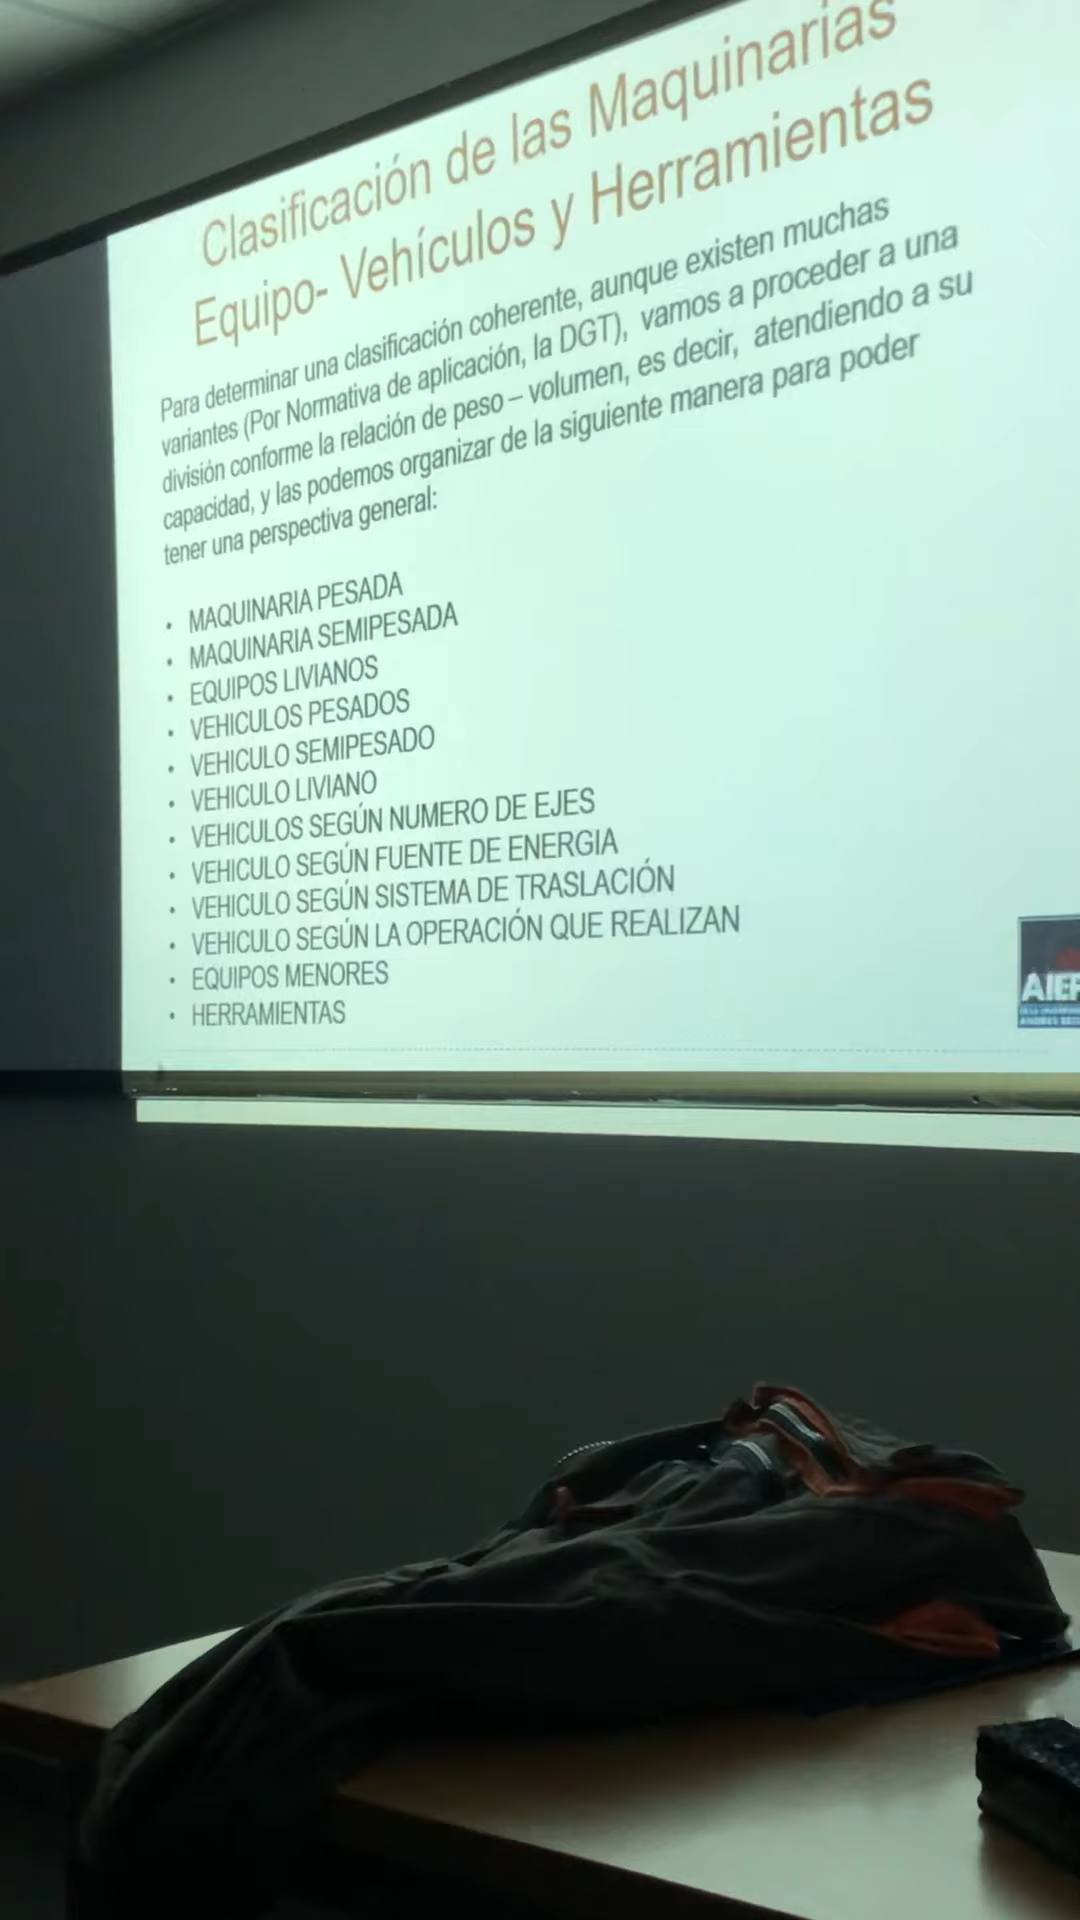 Clasificación de las Maquinarias
Equipo- Vehículos y Herramientas
Para determinar una clasificación coherente, aunque existen muchas
variantes (Por Normativa de aplicación, la DGT), vamos a proceder a una
división conforme la relación de peso – volumen, es decir, atendiendo a su
capacidad, y las podemos organizar de la siguiente manera para poder
tener una perspectiva general:
• MAQUINARIA PESADA
• MAQUINARIA SEMIPESADA
• EQUIPOS LIVIANOS
• VEHICULOS PESADOS
• VEHICULO SEMIPESADO
• VEHICULO LIVIANO
• VEHICULOS SEGÚN NUMERO DE EJES
• VEHICULO SEGÚN FUENTE DE ENERGIA
• VEHICULO SEGÚN SISTEMA DE TRASLACIÓN
• VEHICULO SEGÚN LA OPERACIÓN QUE REALIZAN
• EQUIPOS MENORES
• HERRAMIENTAS
AIEP